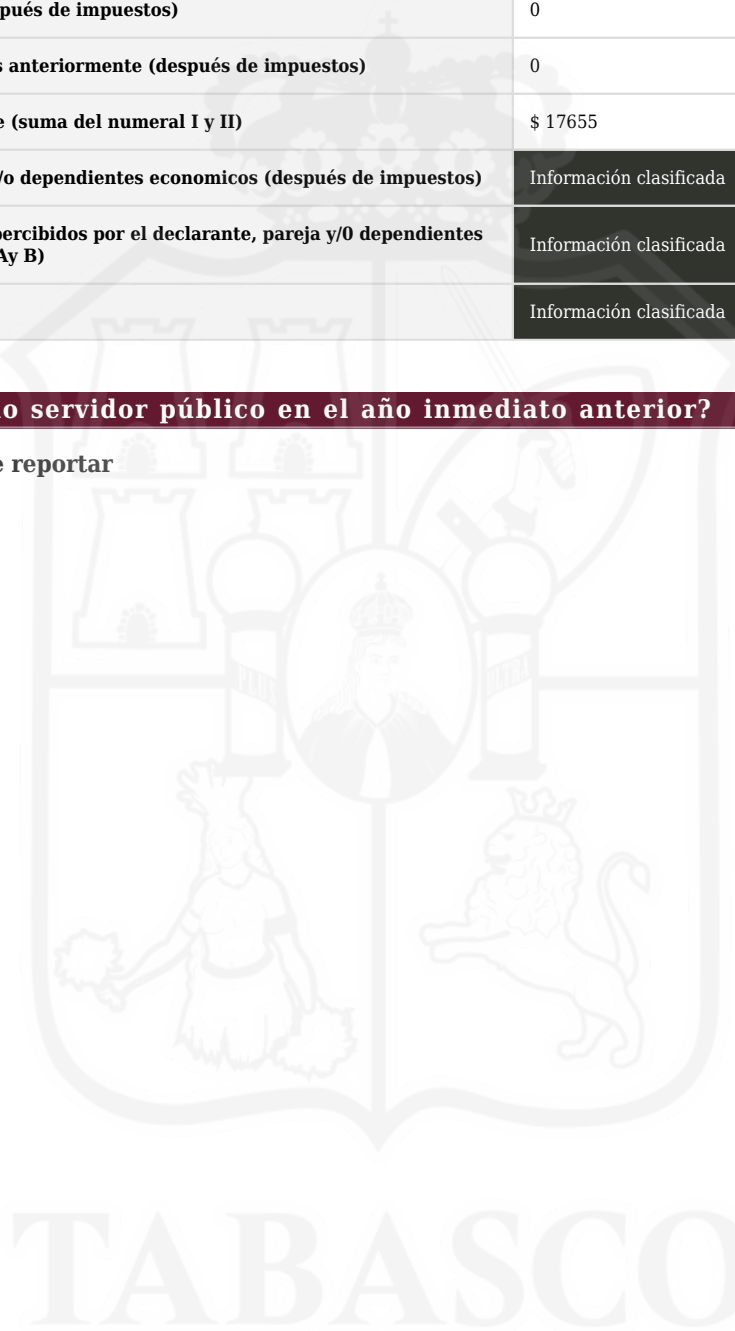 pués de impuestos) 0
s anteriormente (después de impuestos) 0
e (suma del numeral I y II) $ 17655
/o dependientes economicos (después de impuestos) Información clasificada
percibidos por el declarante, pareja y/0 dependientes
Ay B) Información clasificada
Información clasificada
o servidor público en el año inmediato anterior?
e reportar
PLUS ULTRA
TABASCO